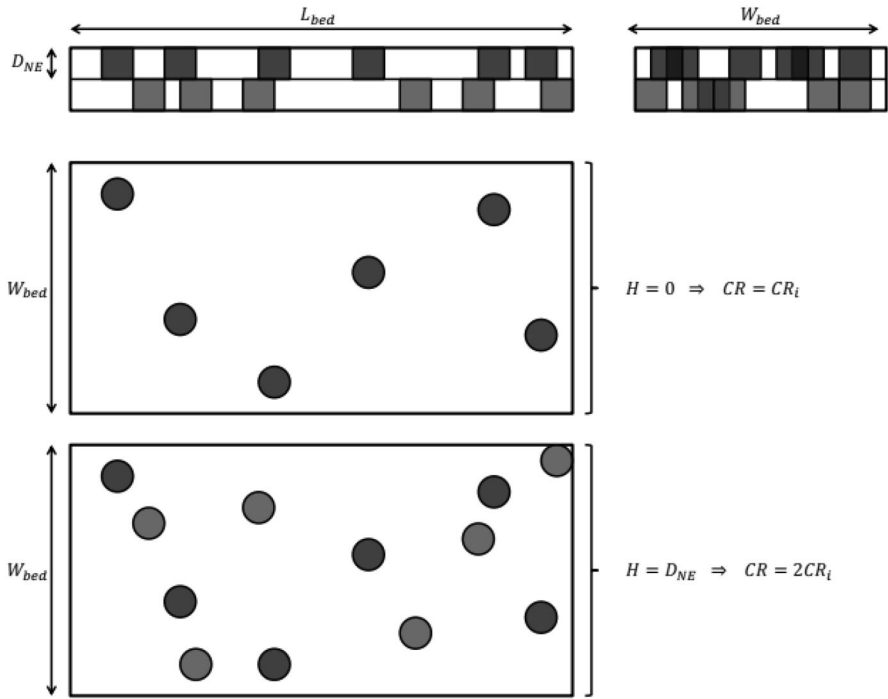 L_bed
W_bed
D_NE
W_bed
H = 0 ⇒ CR = CR_i
W_bed
H = D_NE ⇒ CR = 2CR_i